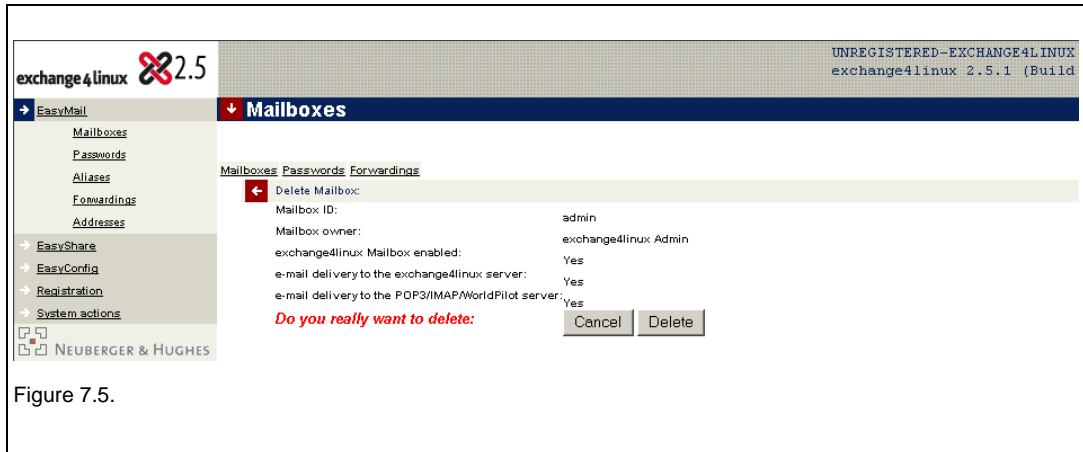 exchange4linux 2.5
UNREGISTERED-EXCHANGE4LINUX
exchange4linux 2.5.1 (Build
EasyMail
Mailboxes
Passwords
Aliases
Forwardings
Addresses
EasyShare
EasyConfig
Registration
System actions
NEUBERGER & HUGHES
Mailboxes
Mailboxes Passwords Forwardings
Delete Mailbox:
Mailbox ID: admin
Mailbox owner: exchange4linux Admin
exchange4linux Mailbox enabled: Yes
e-mail delivery to the exchange4linux server: Yes
e-mail delivery to the POP3/IMAP/WorldPilot server: Yes
Do you really want to delete: Cancel Delete
Figure 7.5.